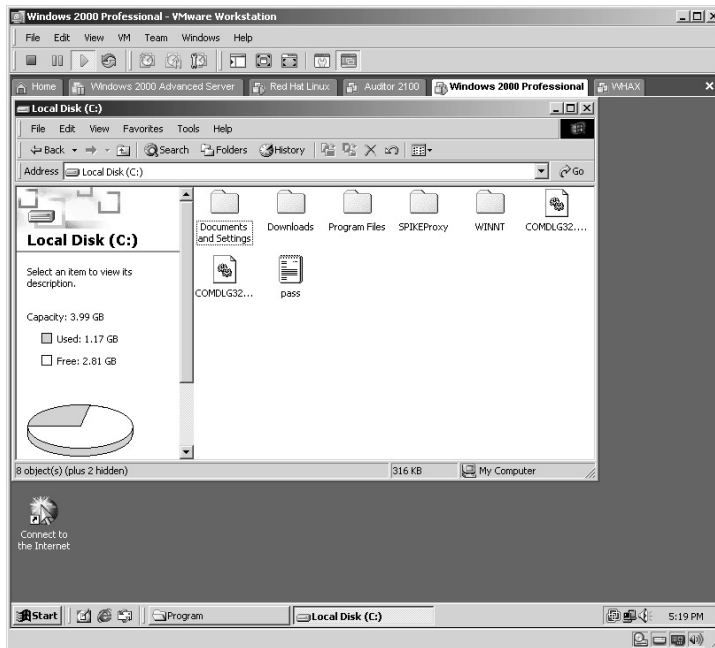 Windows 2000 Professional - VMware Workstation
File Edit View VM Team Windows Help
Home Windows 2000 Advanced Server Red Hat Linux Auditor 2100 Windows 2000 Professional WHAX
Local Disk (C:)
File Edit View Favorites Tools Help
Back Search Folders History
Address Local Disk (C:) Go
Local Disk (C:)
Select an item to view its
description.
Capacity: 3.99 GB
Used: 1.17 GB
Free: 2.81 GB
Documents
and Settings
Downloads
Program Files
SPIKEProxy
WINNT
COMDLG32....
COMDLG32...
pass
8 object(s) (plus 2 hidden) 316 KB My Computer
Connect to
the Internet
Start Program Local Disk (C:) 5:19 PM